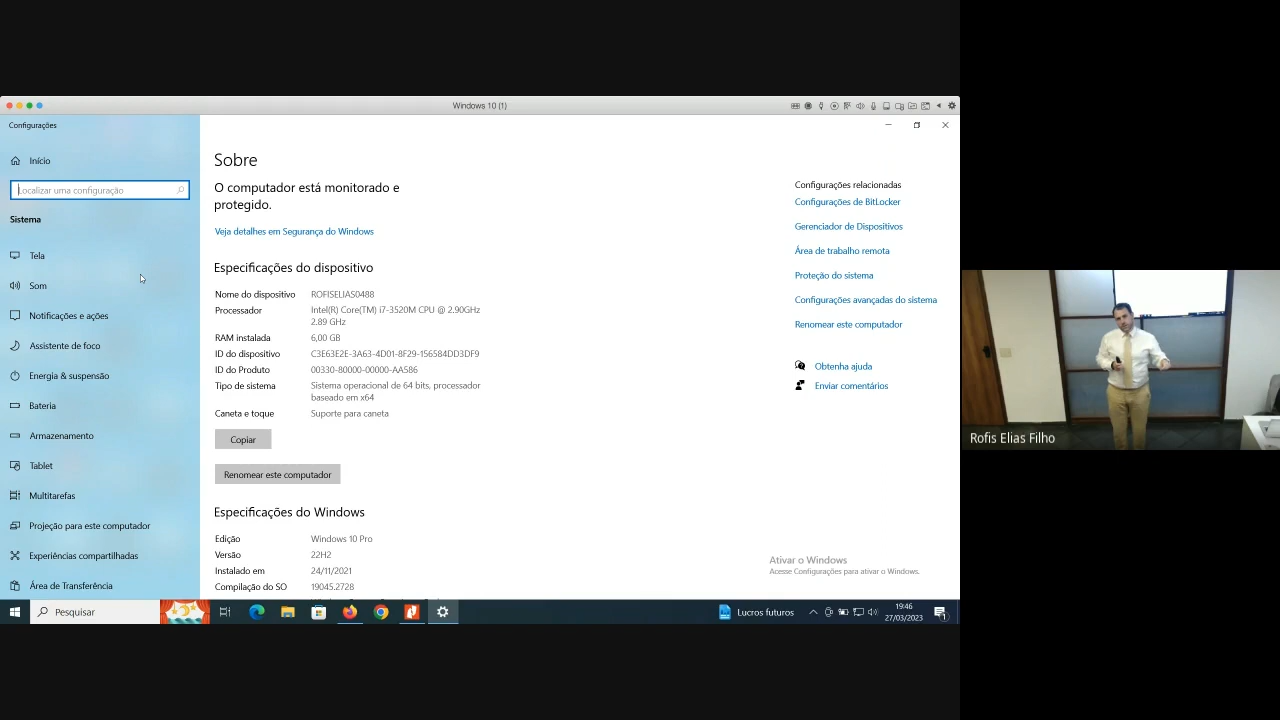 Windows 10 (1)
Configurações
Início
Localizar uma configuração
Sistema
Tela
Som
Notificações e ações
Assistente de foco
Energia & suspensão
Bateria
Armazenamento
Tablet
Multitarefas
Projeção para este computador
Experiências compartilhadas
Área de Transferência
Sobre
O computador está monitorado e
protegido.
Veja detalhes em Segurança do Windows
Especificações do dispositivo
Nome do dispositivo ROFISELIAS0488
Processador Intel(R) Core(TM) i7-3520M CPU @ 2.90GHz
2.89 GHz
RAM instalada 6,00 GB
ID do dispositivo C3E63E2E-3A63-4D01-8F29-156584DD3DF9
ID do Produto 00330-80000-00000-AA586
Tipo de sistema Sistema operacional de 64 bits, processador
baseado em x64
Caneta e toque Suporte para caneta
Copiar
Renomear este computador
Especificações do Windows
Edição Windows 10 Pro
Versão 22H2
Instalado em 24/11/2021
Compilação do SO 19045.2728
Configurações relacionadas
Configurações de BitLocker
Gerenciador de Dispositivos
Área de trabalho remota
Proteção do sistema
Configurações avançadas do sistema
Renomear este computador
Obtenha ajuda
Enviar comentários
Ativar o Windows
Acesse Configurações para ativar o Windows.
Pesquisar
Lucros futuros
19:46
27/03/2023
1
Rofis Elias Filho